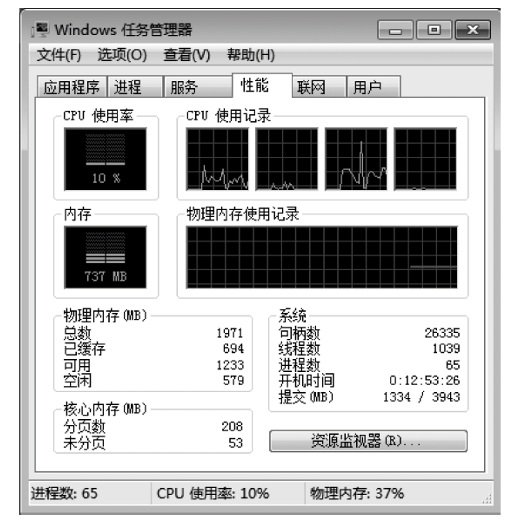 Windows 任务管理器
文件(F) 选项(O) 查看(V) 帮助(H)
应用程序 进程 服务 性能 联网 用户
CPU 使用率 CPU 使用记录
10 %
内存 物理内存使用记录
737 MB
物理内存(MB)
总数 1971
已缓存 694
可用 1233
空闲 579
系统
句柄数 26335
线程数 1039
进程数 65
开机时间 0:12:53:26
提交(MB) 1334 / 3943
核心内存(MB)
分页数 208
未分页 53
资源监视器(R)...
进程数: 65 CPU 使用率: 10% 物理内存: 37%